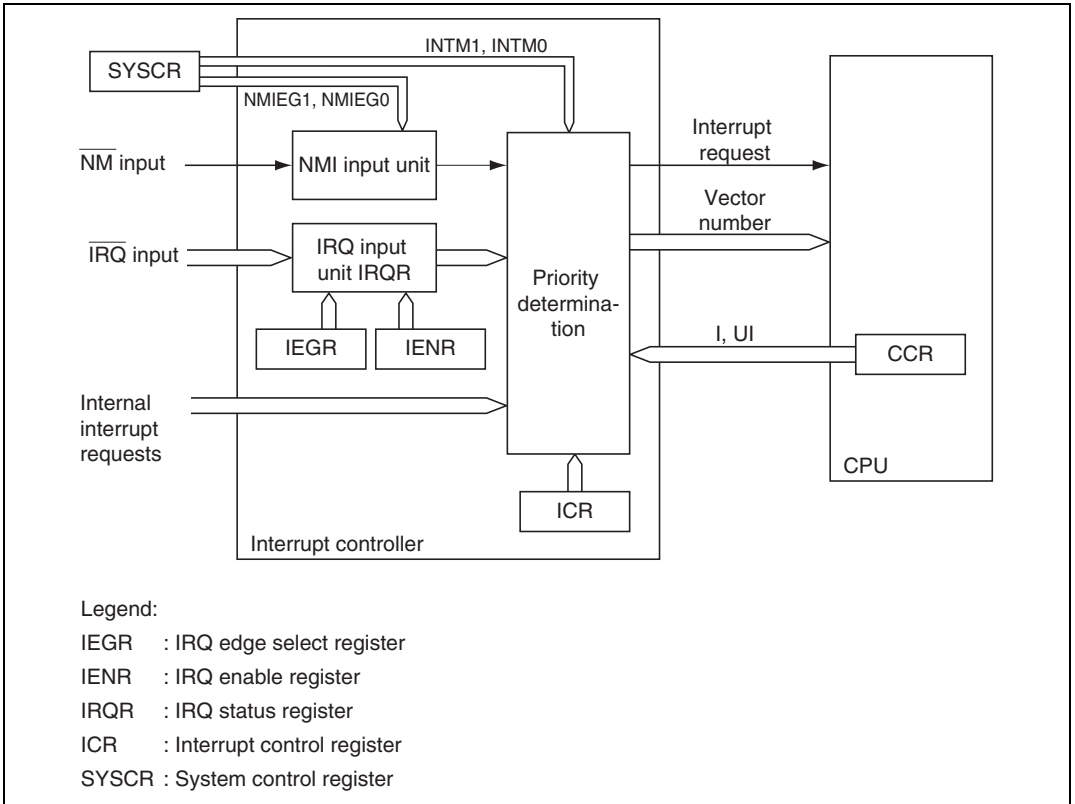 INTM1, INTM0
SYSCR
NMIEG1, NMIEG0
Interrupt
request
N̅M̅ input
NMI input unit
Vector
number
I̅R̅Q̅ input
IRQ input
unit IRQR
Priority
determina-
tion
I, UI
IEGR
IENR
CCR
Internal
interrupt
requests
CPU
ICR
Interrupt controller
Legend:
IEGR : IRQ edge select register
IENR : IRQ enable register
IRQR : IRQ status register
ICR : Interrupt control register
SYSCR : System control register